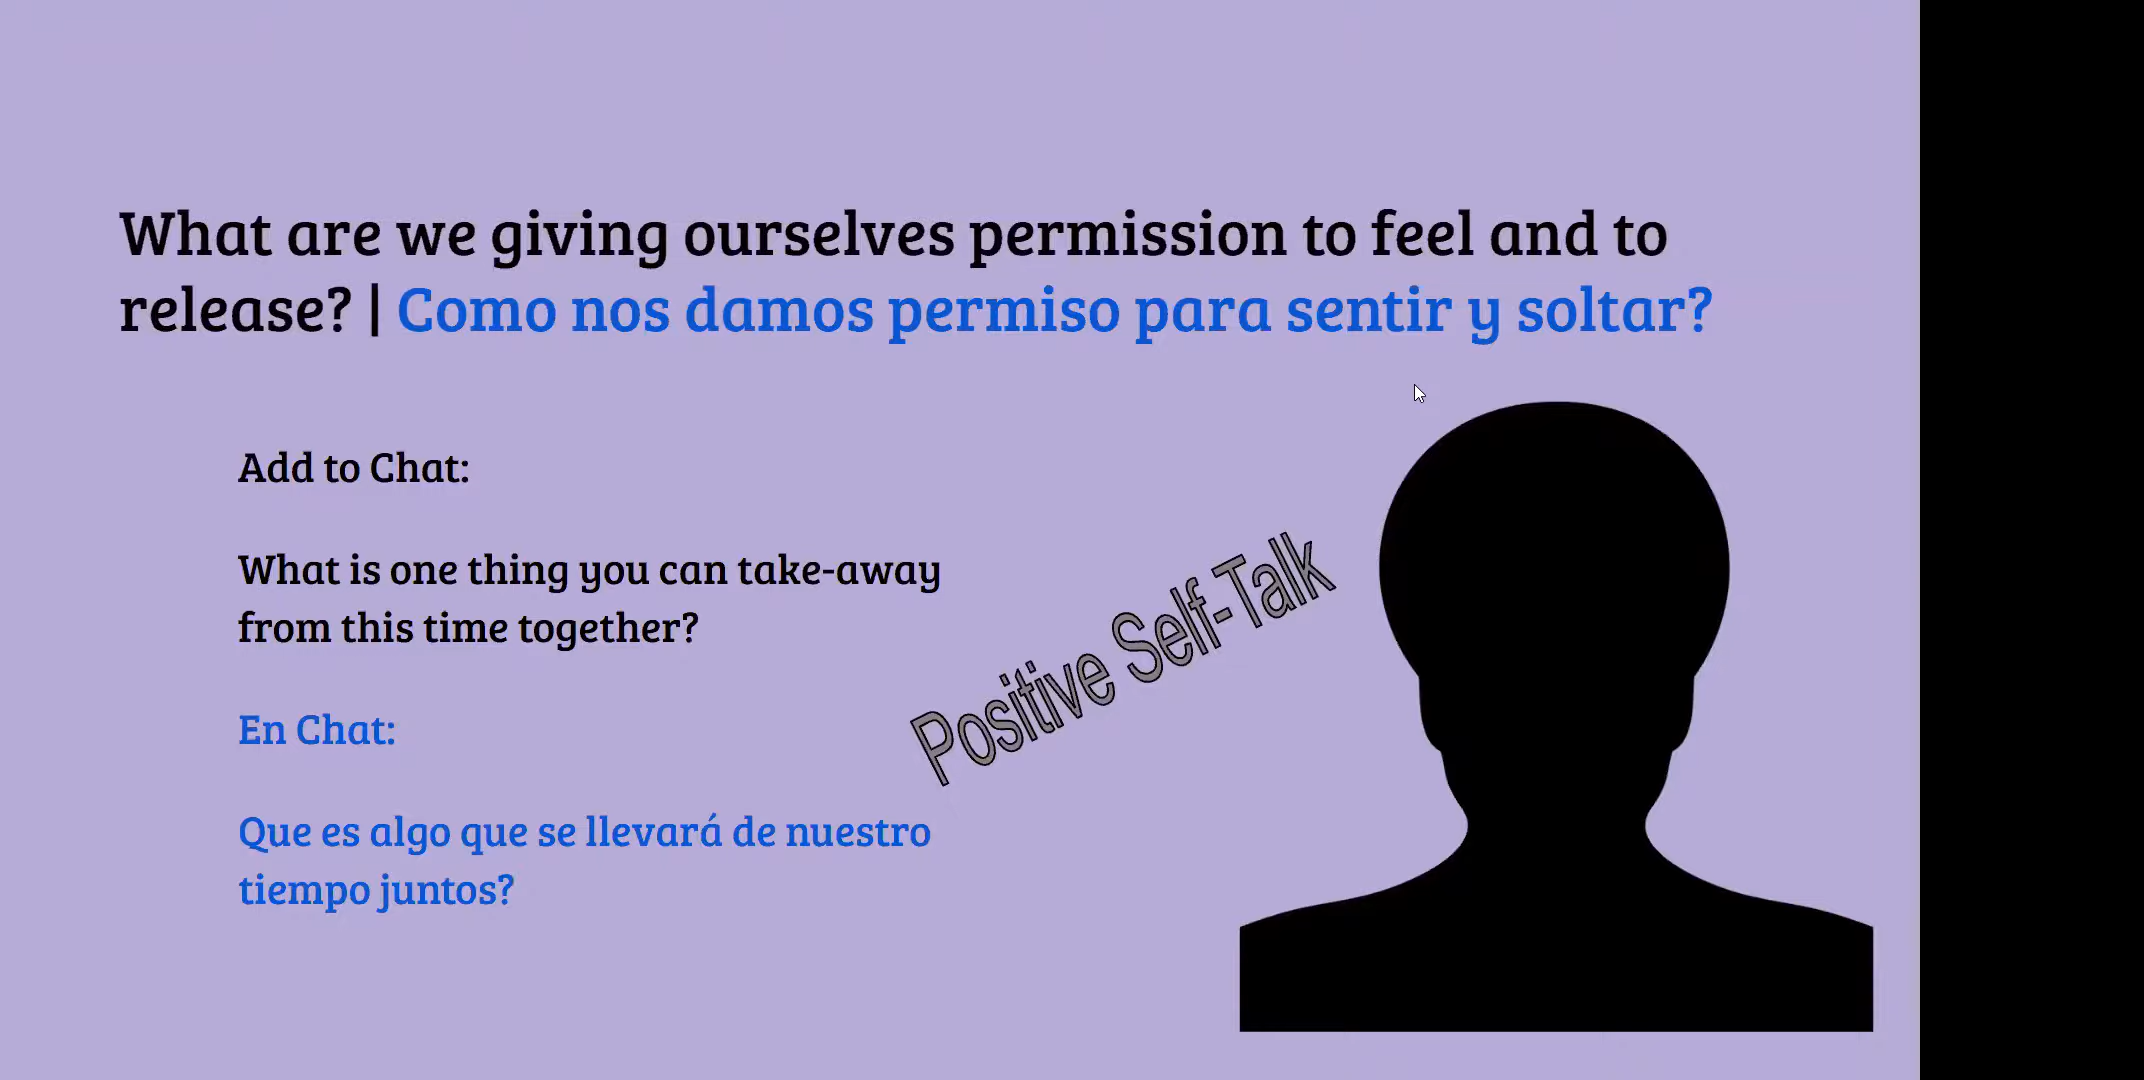 What are we giving ourselves permission to feel and to
release? | Como nos damos permiso para sentir y soltar?
Add to Chat:
What is one thing you can take-away
from this time together?
Positive Self-Talk
En Chat:
Que es algo que se llevará de nuestro
tiempo juntos?